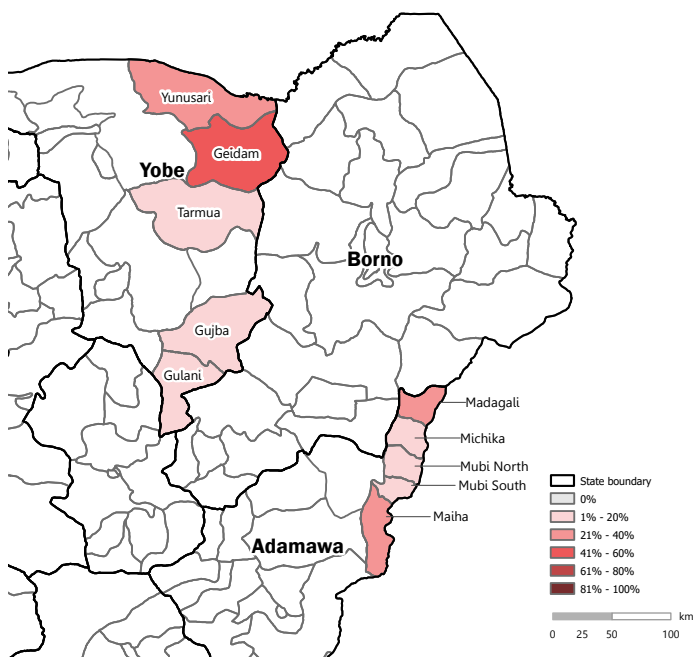 Yunusari
Geidam
Yobe
Tarmua
Borno
Gujba
Gulani
Madagali
Michika
Mubi North
Mubi South
Maiha
Adamawa
State boundary
0%
1% - 20%
21% - 40%
41% - 60%
61% - 80%
81% - 100%
km
0 25 50 100